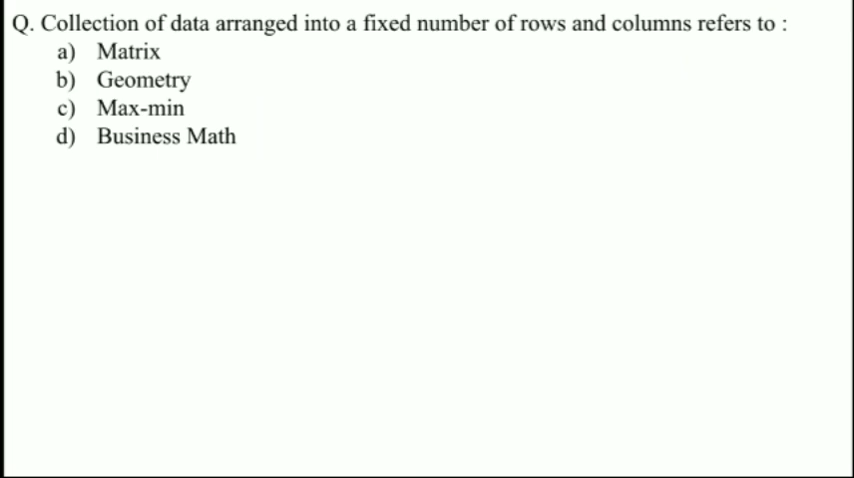 Q. Collection of data arranged into a fixed number of rows and columns refers to :
a) Matrix
b) Geometry
c) Max-min
d) Business Math